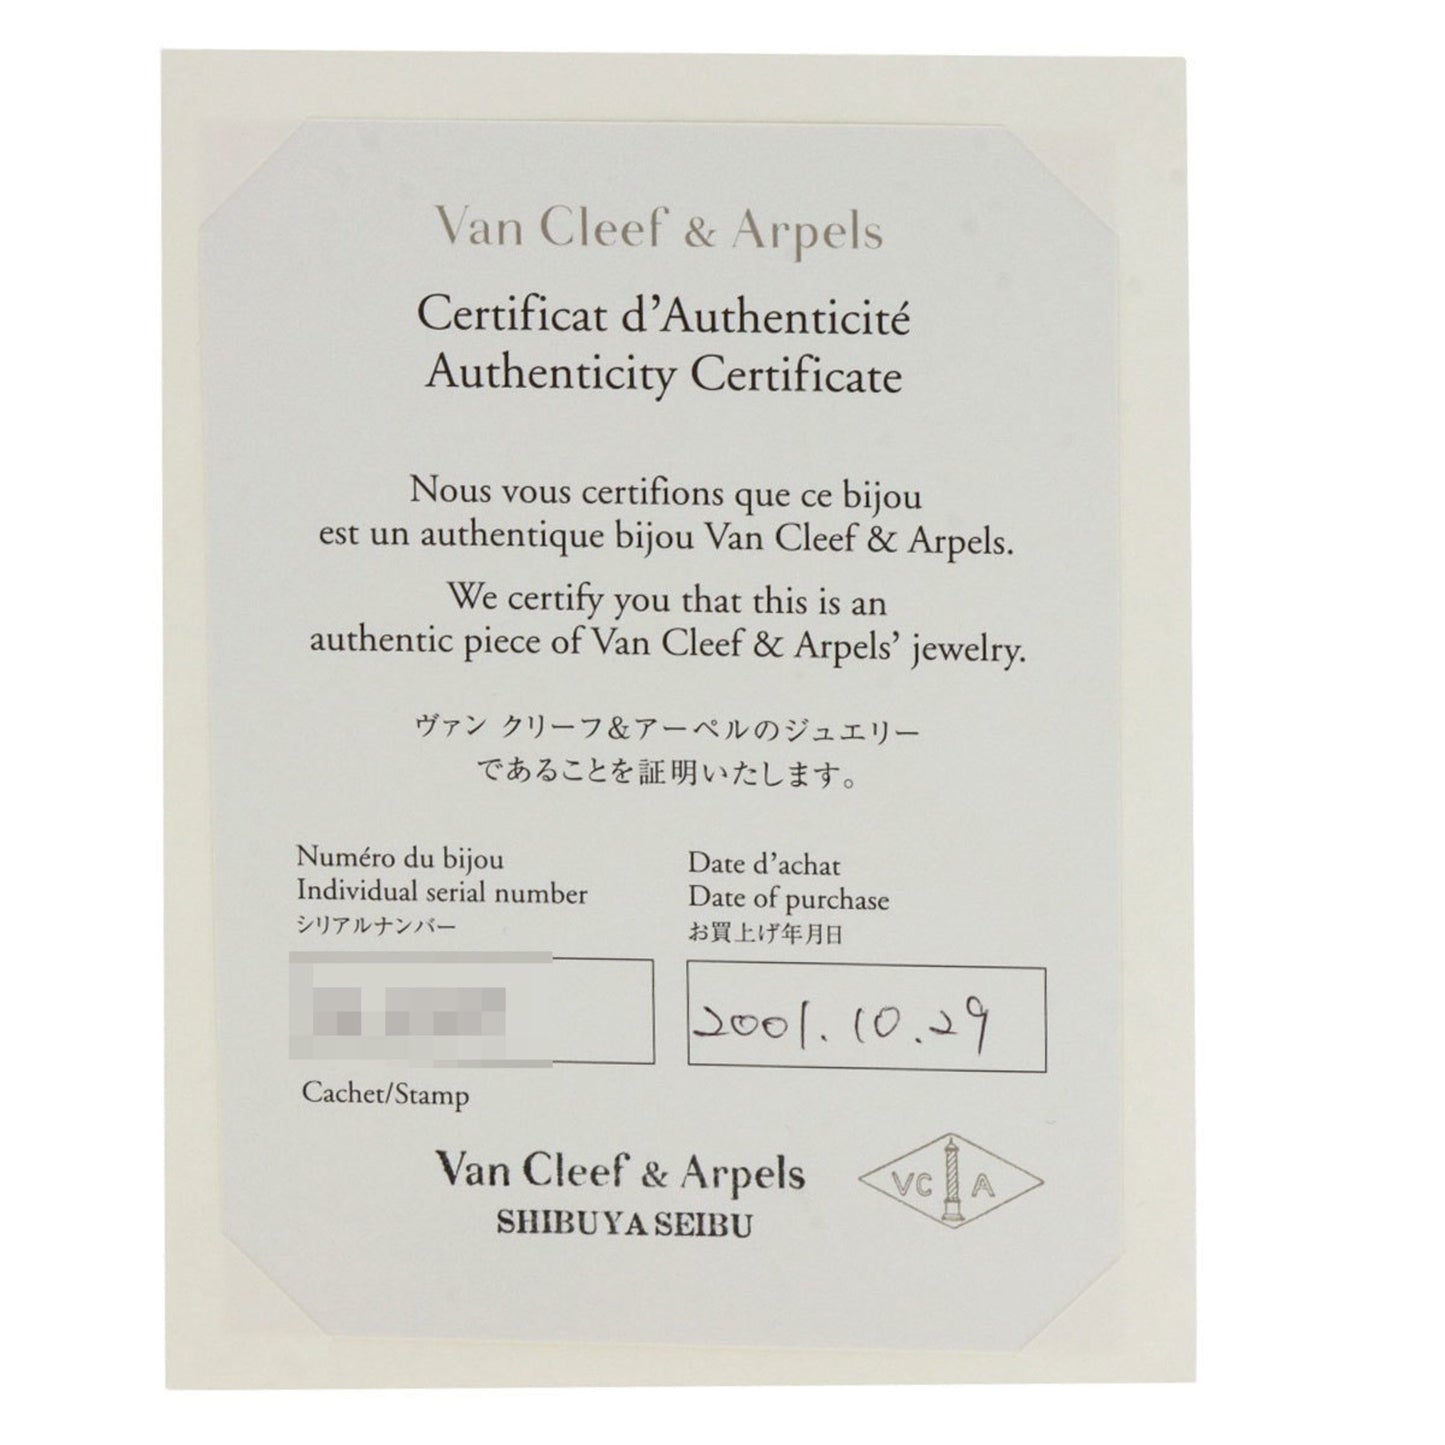 Van Cleef & Arpels
Certificat d'Authenticité
Authenticity Certificate
Nous vous certifions que ce bijou
est un authentique bijou Van Cleef & Arpels.
We certify you that this is an
authentic piece of Van Cleef & Arpels' jewelry.
ヴァン クリーフ&アーペルのジュエリー
であることを証明いたします。
Numéro du bijou
Individual serial number
シリアルナンバー
Date d'achat
Date of purchase
お買上げ年月日
2001.10.29
Cachet/Stamp
Van Cleef & Arpels
SHIBUYA SEIBU
VC A